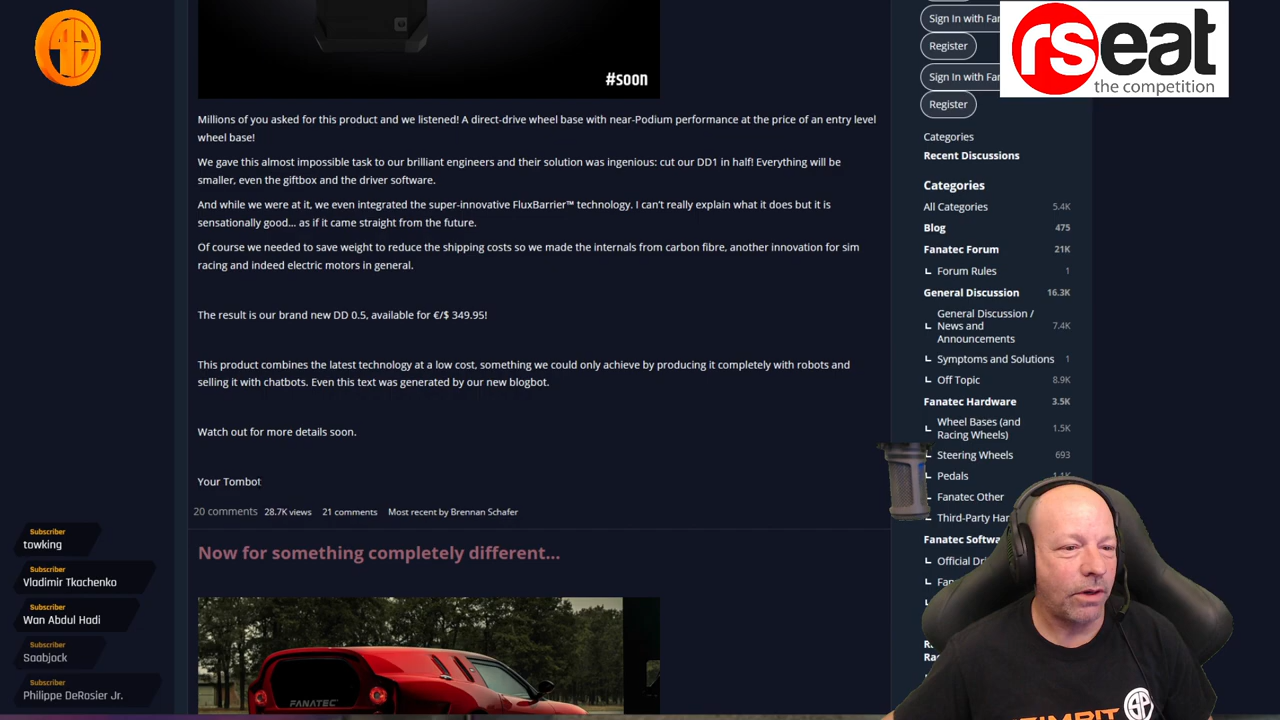 #soon
Millions of you asked for this product and we listened! A direct-drive wheel base with near-Podium performance at the price of an entry level
wheel base!
We gave this almost impossible task to our brilliant engineers and their solution was ingenious: cut our DD1 in half! Everything will be
smaller, even the giftbox and the driver software.
And while we were at it, we even integrated the super-innovative FluxBarrier™ technology. I can't really explain what it does but it is
sensationally good... as if it came straight from the future.
Of course we needed to save weight to reduce the shipping costs so we made the internals from carbon fibre, another innovation for sim
racing and indeed electric motors in general.
The result is our brand new DD 0.5, available for €/$ 349.95!
This product combines the latest technology at a low cost, something we could only achieve by producing it completely with robots and
selling it with chatbots. Even this text was generated by our new blogbot.
Watch out for more details soon.
Your Tombot
20 comments 28.7K views 21 comments Most recent by Brennan Schafer
Now for something completely different...
FANATEC
Sign In with Fan
Register
Sign In with Fan
Register
Categories
Recent Discussions
Categories
All Categories 5.4K
Blog 475
Fanatec Forum 21K
Forum Rules 1
General Discussion 16.3K
General Discussion /
News and 7.4K
Announcements
Symptoms and Solutions 1
Off Topic 8.9K
Fanatec Hardware 3.5K
Wheel Bases (and 1.5K
Racing Wheels)
Steering Wheels 693
Pedals
Fanatec Other
Third-Party Har
Fanatec Softwa
Official Dri
rseat
the competition
Subscriber
towking
Subscriber
Vladimir Tkachenko
Subscriber
Wan Abdul Hadi
Subscriber
Saabjock
Subscriber
Philippe DeRosier Jr.